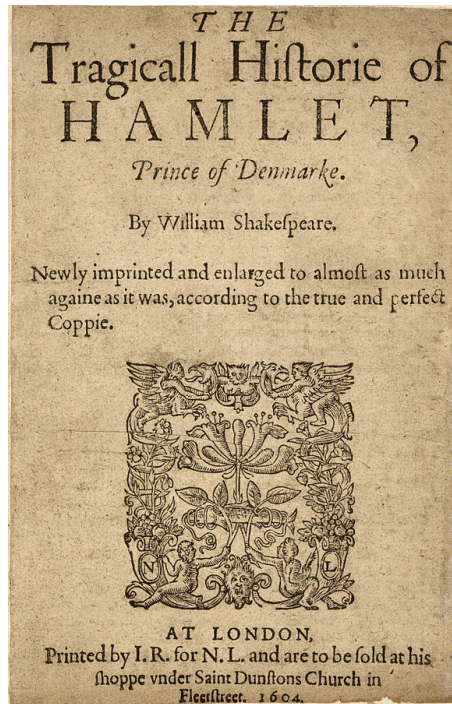 THE
Tragicall Hiſtorie of
HAMLET,
Prince of Denmarke.
By William Shakeſpeare.
Newly imprinted and enlarged to almoſt as much
againe as it was, according to the true and perfect
Coppie.
N L
AT LONDON,
Printed by I. R. for N. L. and are to be ſold at his
ſhoppe vnder Saint Dunſtons Church in
Fleetſtreet. 1604.